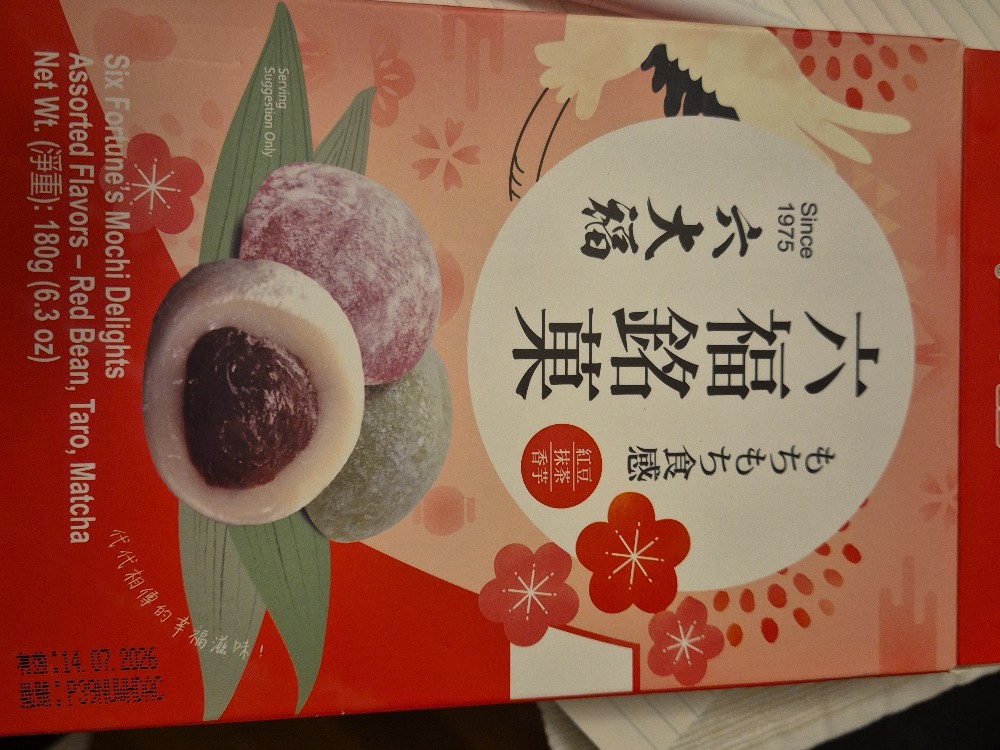 Since
1975
六大福
六福銘菓
もちもち食感
紅豆
抹茶
香芋
Serving
Suggestion Only
Six Fortune's Mochi Delights
Assorted Flavors – Red Bean, Taro, Matcha
Net Wt. (淨重): 180g (6.3 oz)
代代相傳的幸福滋味！
14.07.2026